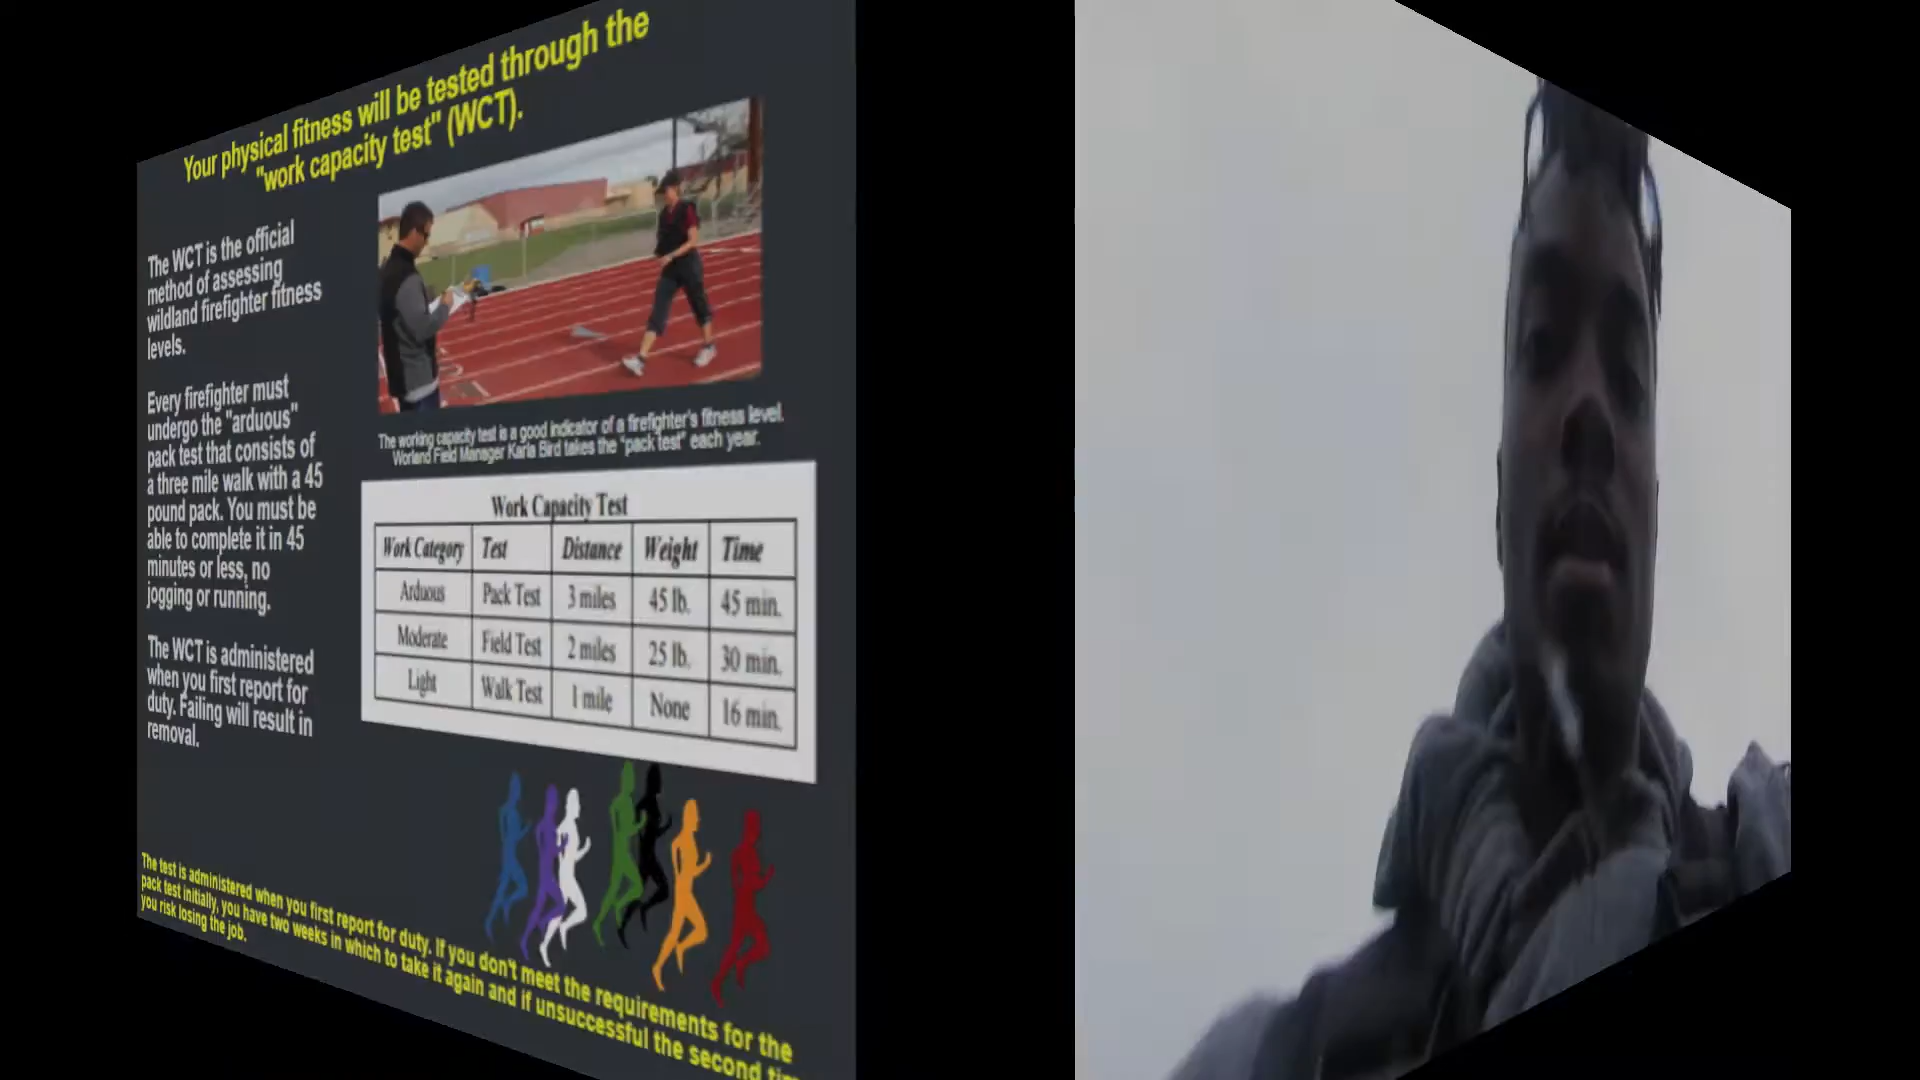 Your physical fitness will be tested through the
"work capacity test" (WCT).
The WCT is the official
method of assessing
wildland firefighter fitness
levels.
Every firefighter must
undergo the "arduous"
pack test that consists of
a three mile walk with a 45
pound pack. You must be
able to complete it in 45
minutes or less, no
jogging or running.
The WCT is administered
when you first report for
duty. Failing will result in
removal.
The working capacity test is a good indicator of a firefighter's fitness level.
Worland Field Manager Karla Bird takes the "pack test" each year.
Work Capacity Test
Work Category Test Distance Weight Time
Arduous Pack Test 3 miles 45 lb. 45 min.
Moderate Field Test 2 miles 25 lb. 30 min.
Light Walk Test 1 mile None 16 min.
The test is administered when you first report for duty. If you don't meet the requirements for the
pack test initially, you have two weeks in which to take it again and if unsuccessful the second
you risk losing the job.